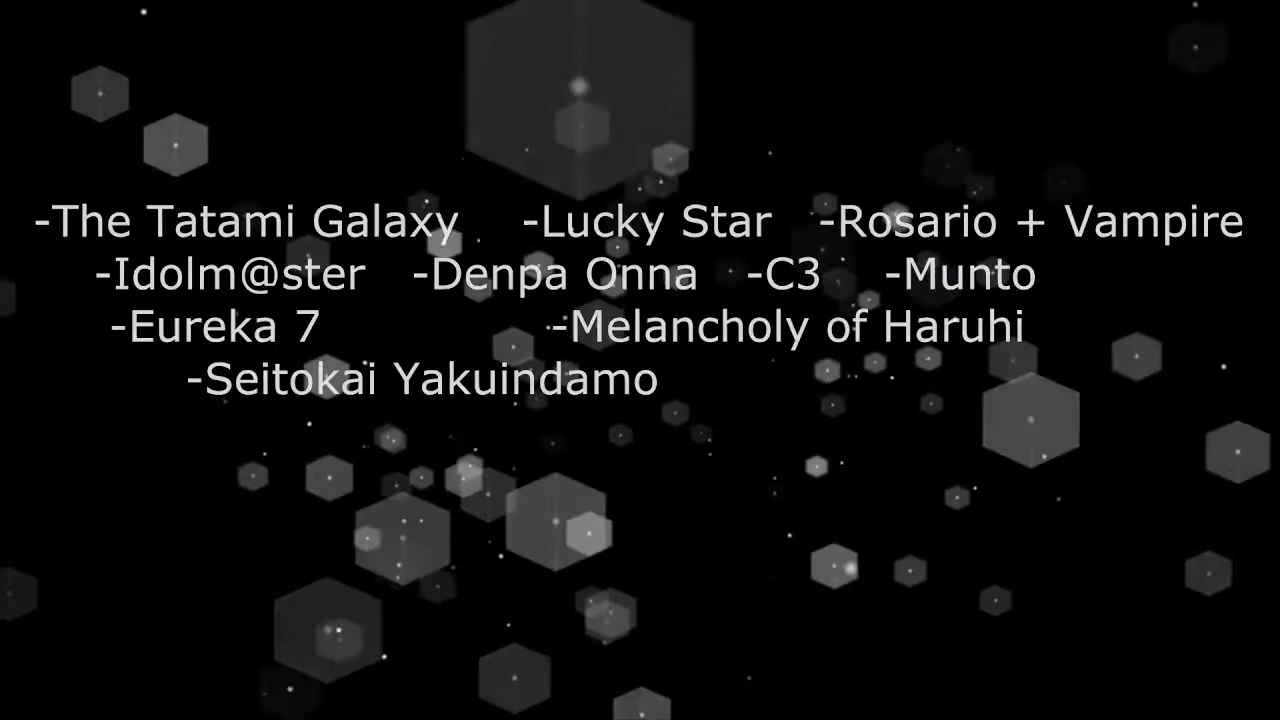 -The Tatami Galaxy -Lucky Star -Rosario + Vampire
-Idolm@ster -Denpa Onna -C3 -Munto
-Eureka 7 -Melancholy of Haruhi
-Seitokai Yakuindamo